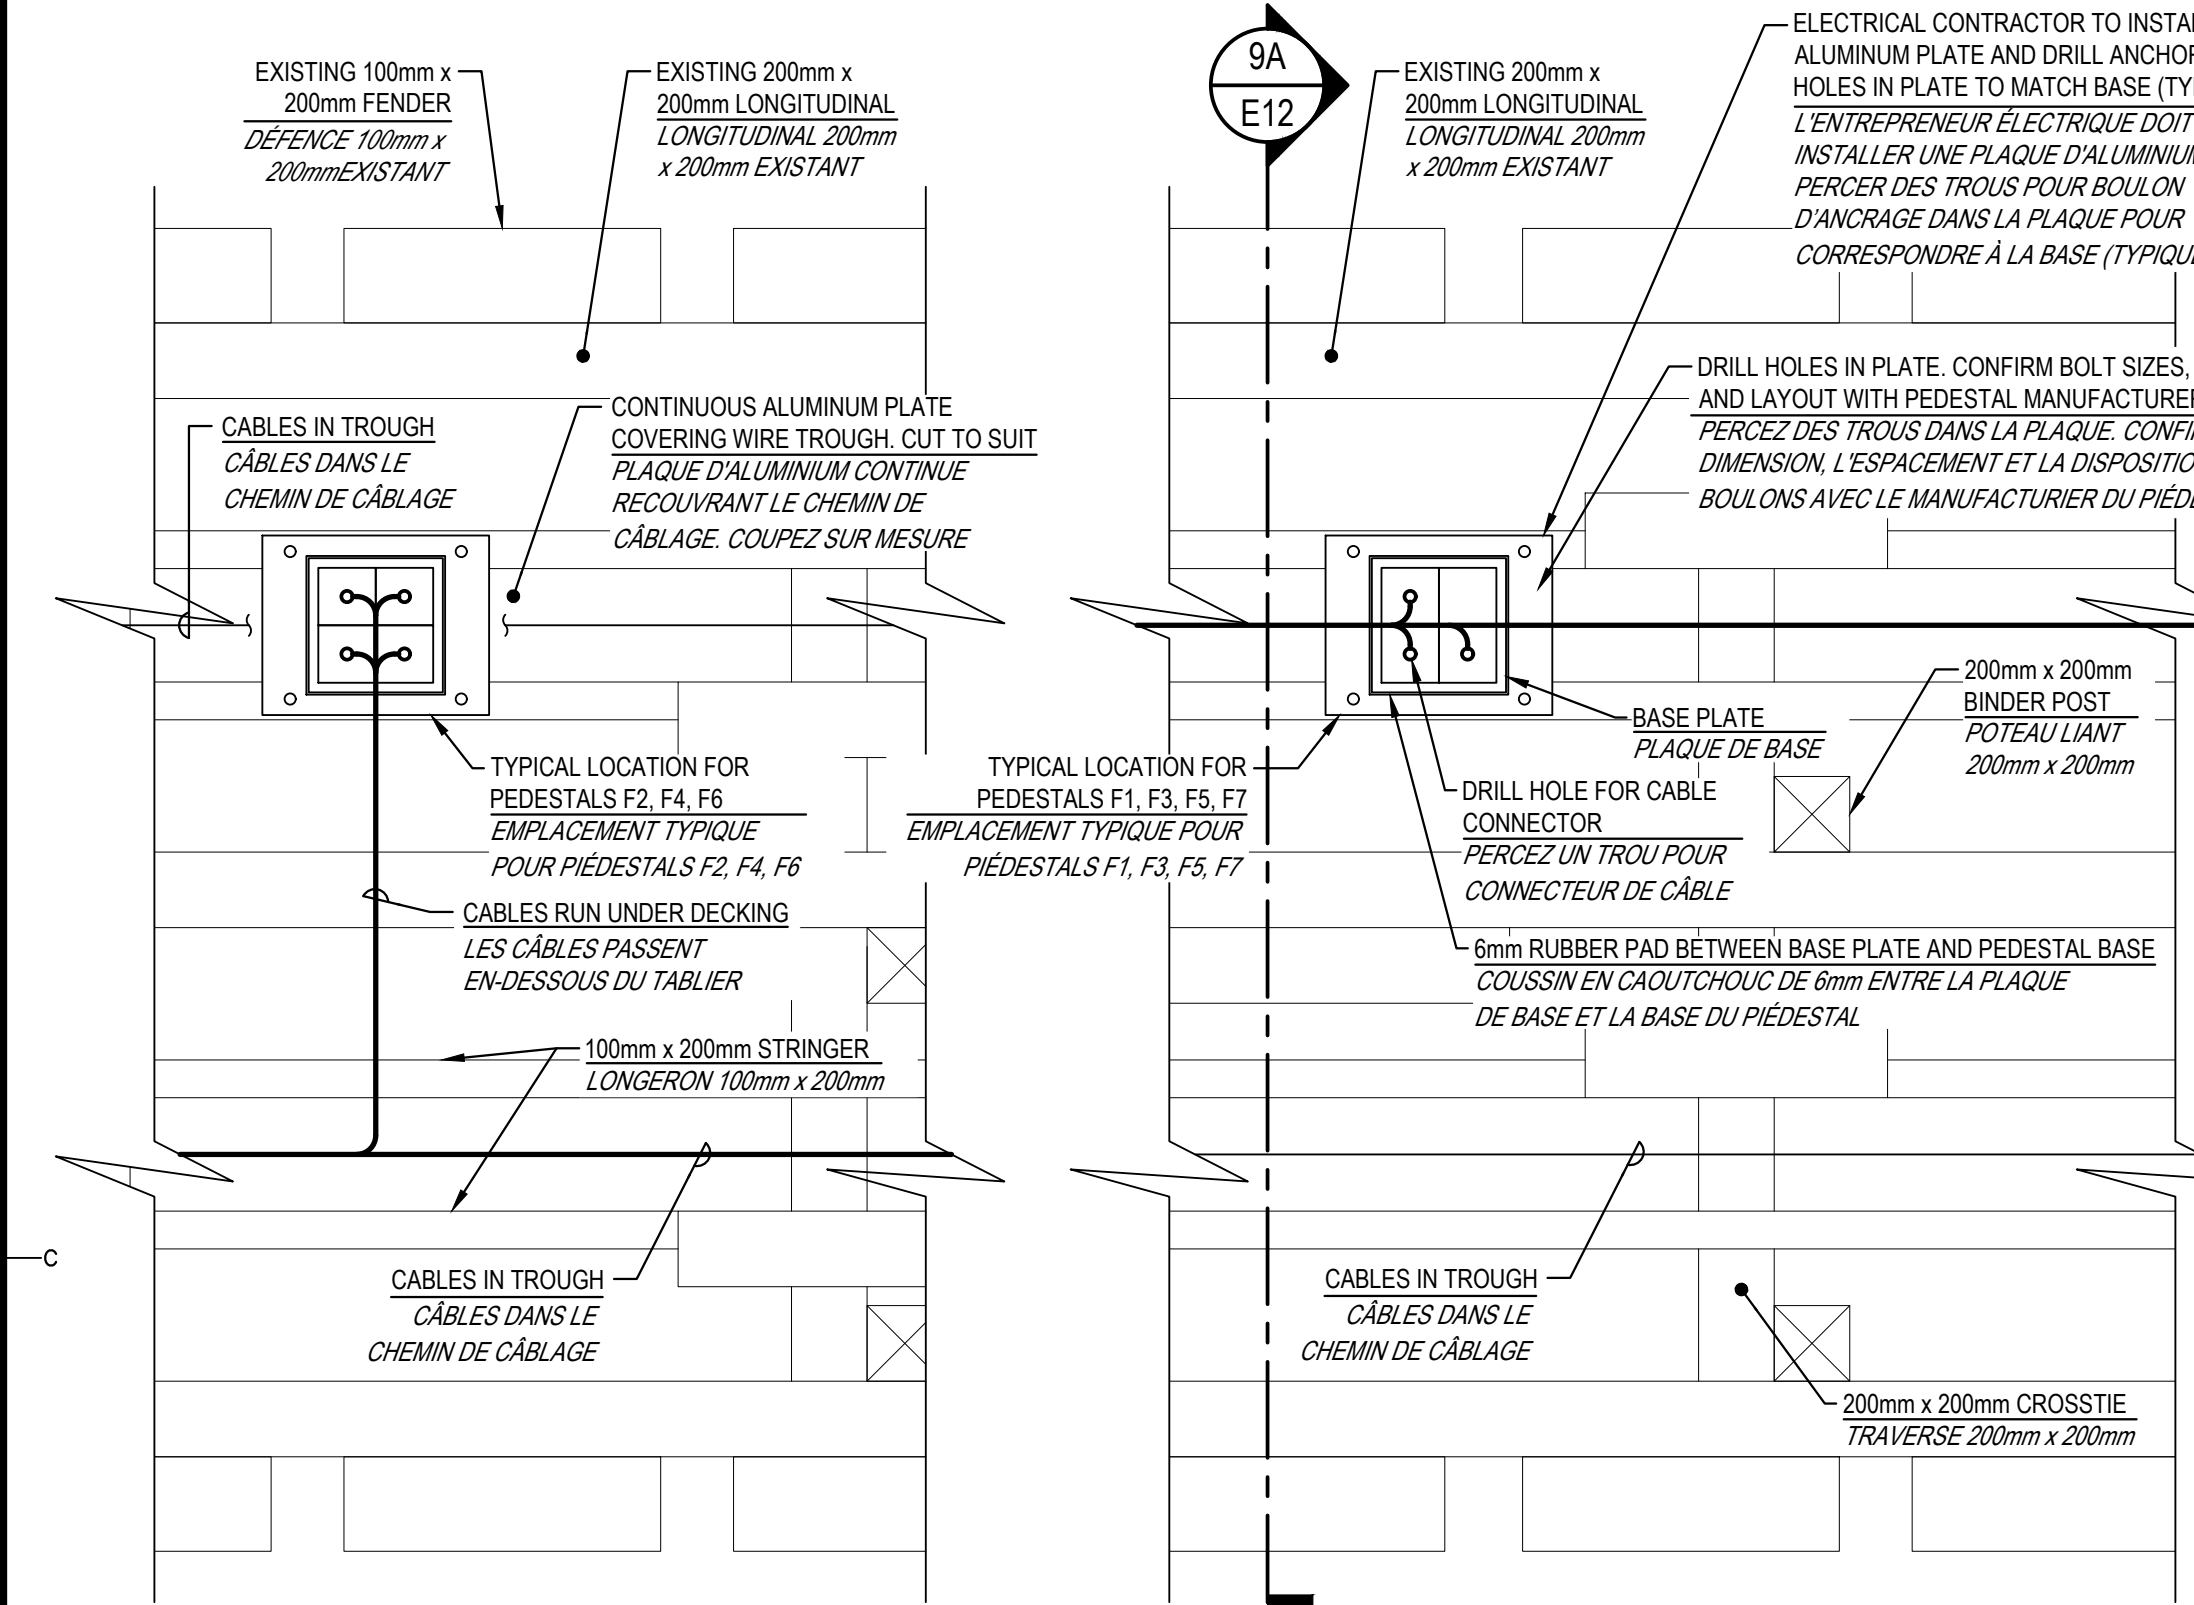 EXISTING 100mm x
200mm FENDER
DÉFENCE 100mm x
200mmEXISTANT
EXISTING 200mm x
200mm LONGITUDINAL
LONGITUDINAL 200mm
x 200mm EXISTANT
9A
E12
EXISTING 200mm x
200mm LONGITUDINAL
LONGITUDINAL 200mm
x 200mm EXISTANT
ELECTRICAL CONTRACTOR TO
ALUMINUM PLATE AND DRILL
HOLES IN PLATE TO MATCH BASE
L'ENTREPRENEUR ÉLECTRIQUE DOIT
INSTALLER UNE PLAQUE
PERCER DES TROUS POUR BOULON
D'ANCRAGE DANS LA PLAQUE POUR
CORRESPONDRE À LA BASE
CABLES IN TROUGH
CÂBLES DANS LE
CHEMIN DE CÂBLAGE
CONTINUOUS ALUMINUM PLATE
COVERING WIRE TROUGH. CUT TO SUIT
PLAQUE D'ALUMINIUM CONTINUE
RECOUVRANT LE CHEMIN DE
CÂBLAGE. COUPEZ SUR MESURE
DRILL HOLES IN PLATE. CONFIRM BOLT SIZES,
AND LAYOUT WITH PEDESTAL
PERCEZ DES TROUS DANS LA PLAQUE.
DIMENSION, L'ESPACEMENT ET LA
BOULONS AVEC LE MANUFACTURIER DU
TYPICAL LOCATION FOR
PEDESTALS F2, F4, F6
EMPLACEMENT TYPIQUE
POUR PIÉDESTALS F2, F4, F6
TYPICAL LOCATION FOR
PEDESTALS F1, F3, F5, F7
EMPLACEMENT TYPIQUE POUR
PIÉDESTALS F1, F3, F5, F7
BASE PLATE
PLAQUE DE BASE
200mm x 200mm
BINDER POST
POTEAU LIANT
200mm x 200mm
DRILL HOLE FOR CABLE
CONNECTOR
PERCEZ UN TROU POUR
CONNECTEUR DE CÂBLE
CABLES RUN UNDER DECKING
LES CÂBLES PASSENT
EN-DESSOUS DU TABLIER
6mm RUBBER PAD BETWEEN BASE PLATE AND PEDESTAL BASE
COUSSIN EN CAOUTCHOUC DE 6mm ENTRE LA PLAQUE
DE BASE ET LA BASE DU PIÉDESTAL
100mm x 200mm STRINGER
LONGERON 100mm x 200mm
C
CABLES IN TROUGH
CÂBLES DANS LE
CHEMIN DE CÂBLAGE
CABLES IN TROUGH
CÂBLES DANS LE
CHEMIN DE CÂBLAGE
200mm x 200mm CROSSTIE
TRAVERSE 200mm x 200mm